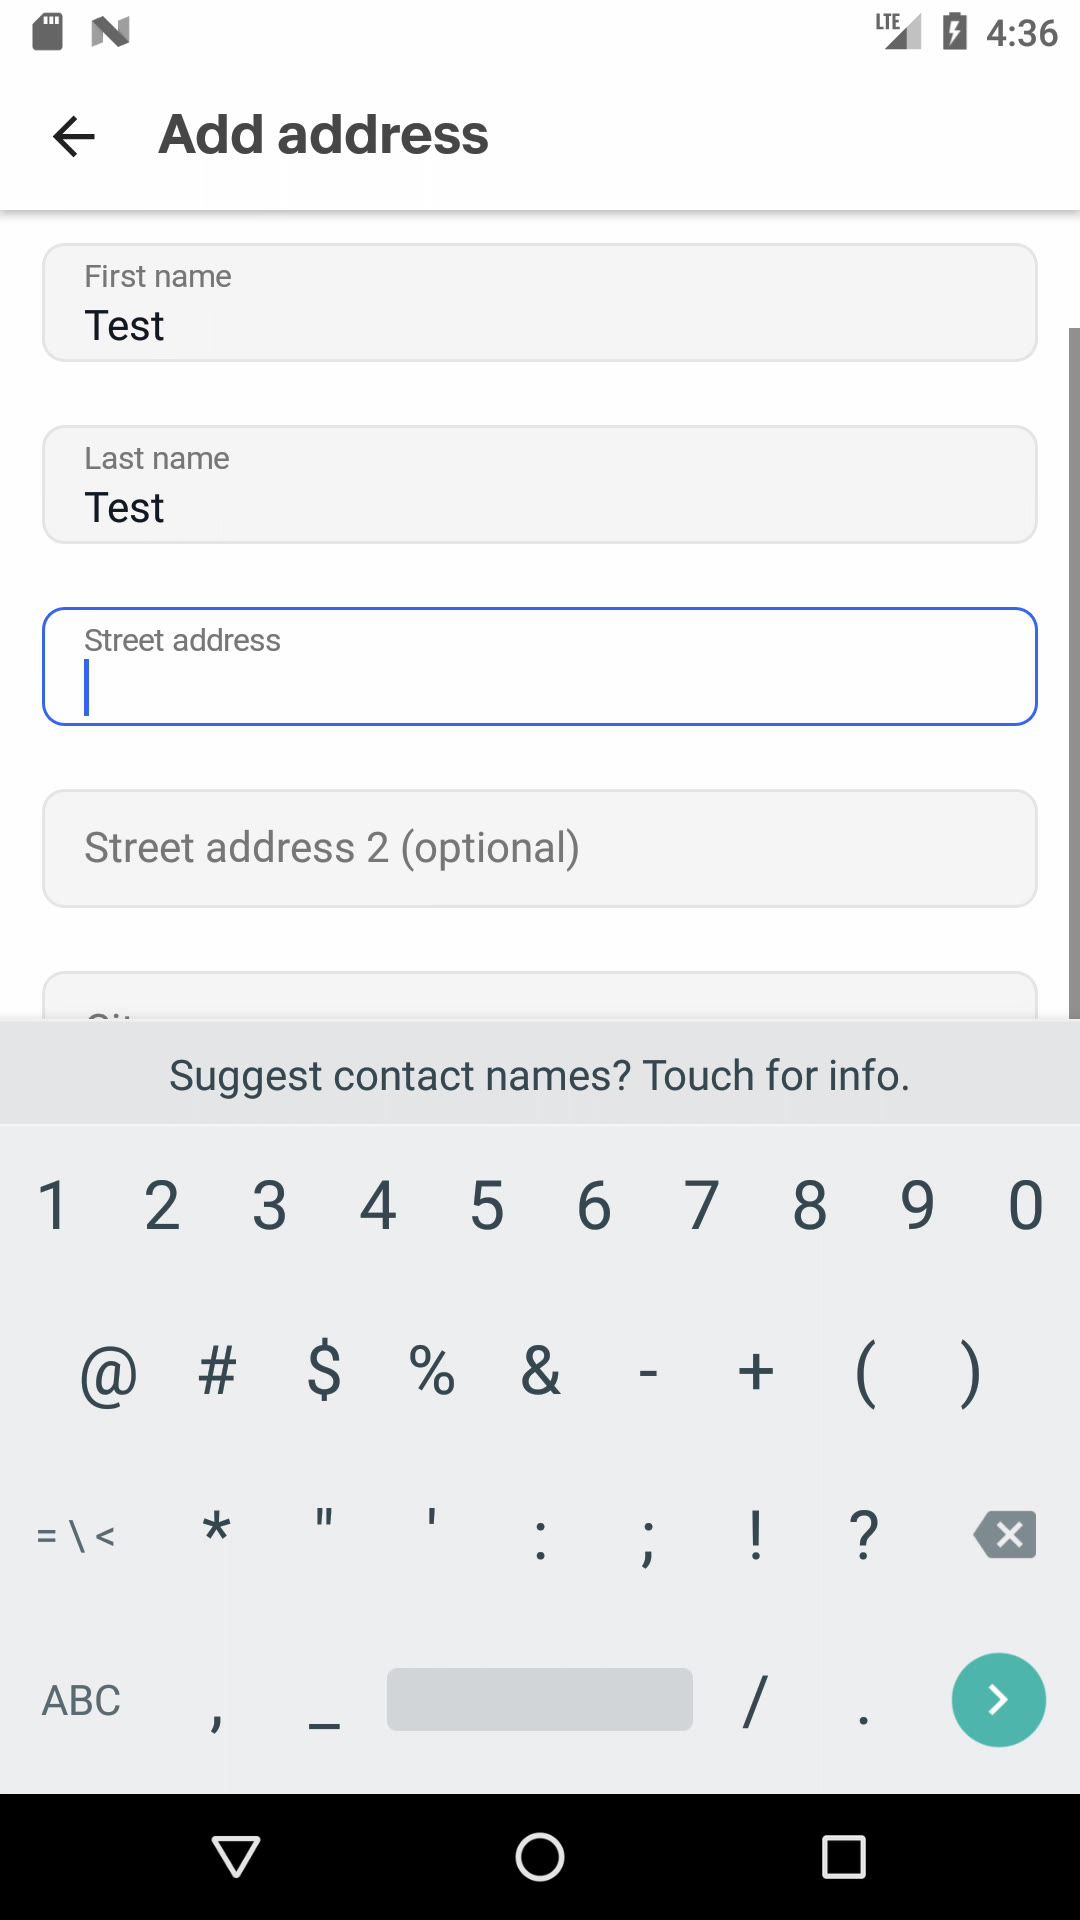 LTE 4:36
Add address
First name
Test
Last name
Test
Street address
Street address 2 (optional)
Suggest contact names? Touch for info.
1 2 3 4 5 6 7 8 9 0
@ # $ % & - + ( )
= \ < * " ' : ; ! ?
ABC , _ / .